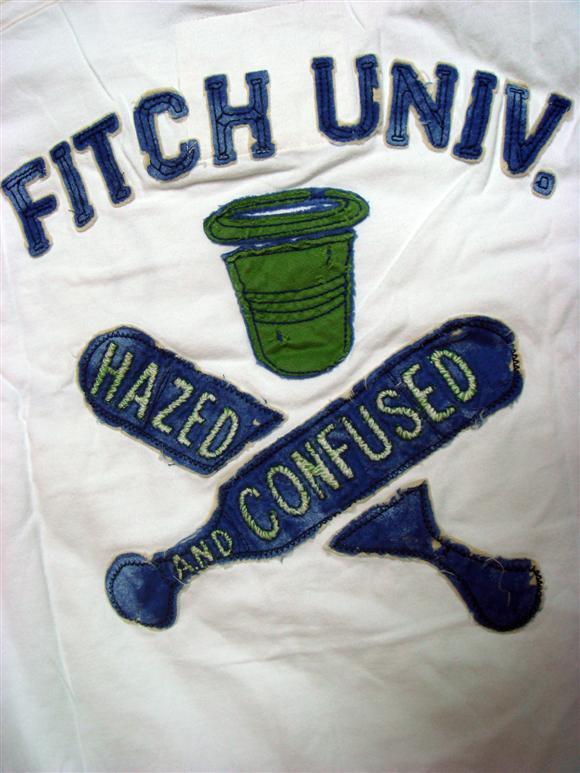 FITCH UNIV.
HAZED
AND CONFUSED